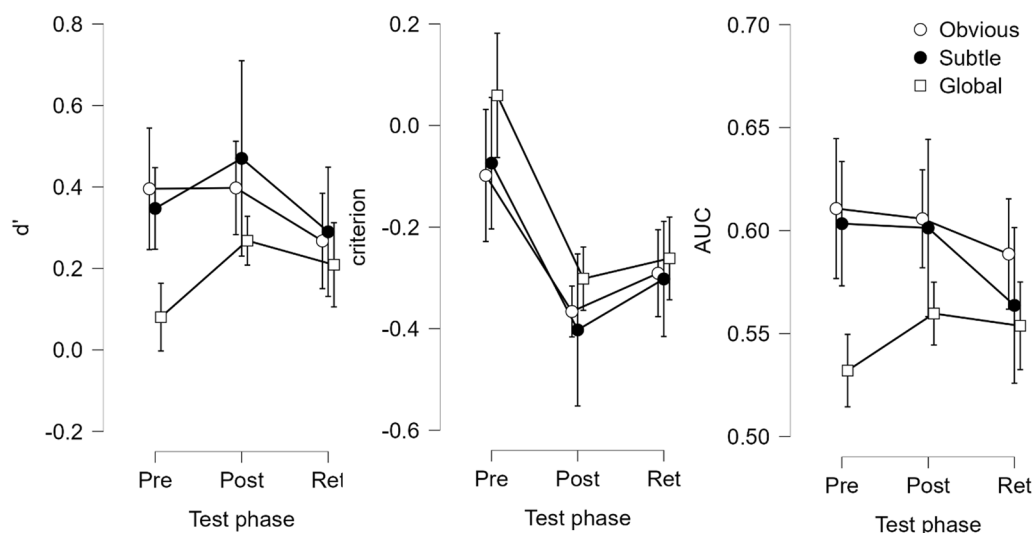 0.8
0.6
0.4
0.2
0.0
-0.2
d'
Pre Post Ret
Test phase
0.2
0.0
-0.2
-0.4
-0.6
criterion
Pre Post Ret
Test phase
0.70
0.65
0.60
0.55
0.50
AUC
Pre Post Ret
Test phase
Obvious
Subtle
Global